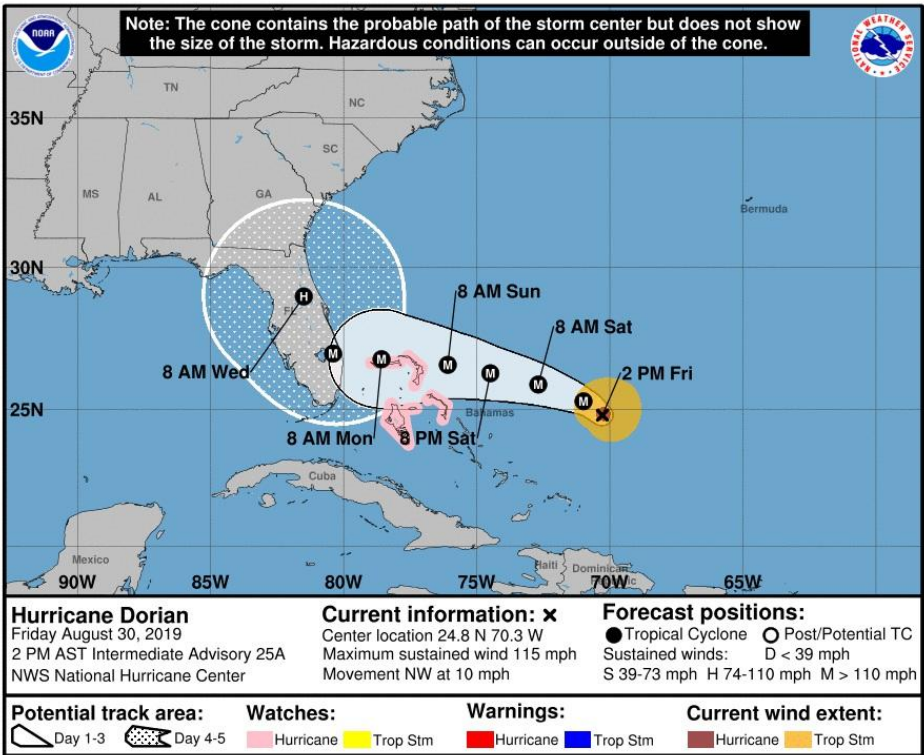 Note: The cone contains the probable path of the storm center but does not show
the size of the storm. Hazardous conditions can occur outside of the cone.
NOAA
NATIONAL WEATHER SERVICE
TN
NC
35N
SC
MS
AL
GA
Bermuda
30N
8 AM Sun
FL
8 AM Sat
H
M
M
M
M
M
M
8 AM Wed
2 PM Fri
25N
8 AM Mon
8 PM Sat
Bahamas
Cuba
Mexico
Haiti
Dominican
90W
85W
80W
75W
70W
65W
Hurricane Dorian
Friday August 30, 2019
2 PM AST Intermediate Advisory 25A
NWS National Hurricane Center
Current information: ×
Center location 24.8 N 70.3 W
Maximum sustained wind 115 mph
Movement NW at 10 mph
Forecast positions:
● Tropical Cyclone ○ Post/Potential TC
Sustained winds: D < 39 mph
S 39-73 mph H 74-110 mph M > 110 mph
Potential track area:
Day 1-3 Day 4-5
Watches:
Hurricane Trop Stm
Warnings:
Hurricane Trop Stm
Current wind extent:
Hurricane Trop Stm